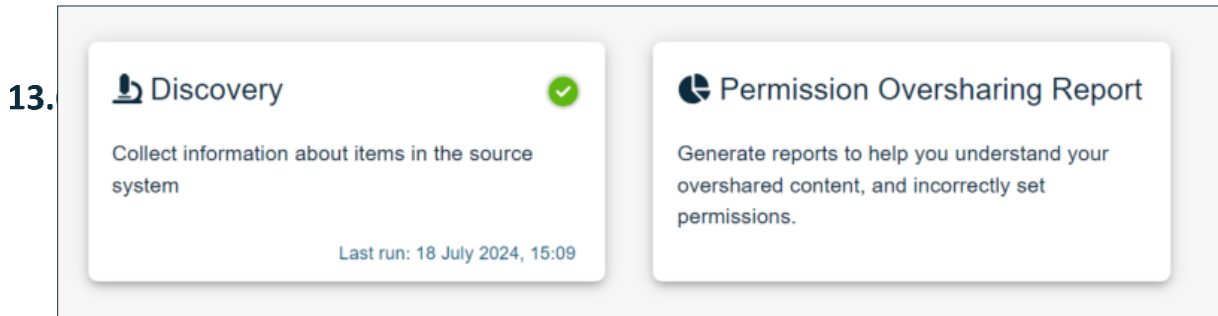 13.
Discovery
Collect information about items in the source
system
Last run: 18 July 2024, 15:09
Permission Oversharing Report
Generate reports to help you understand your
overshared content, and incorrectly set
permissions.